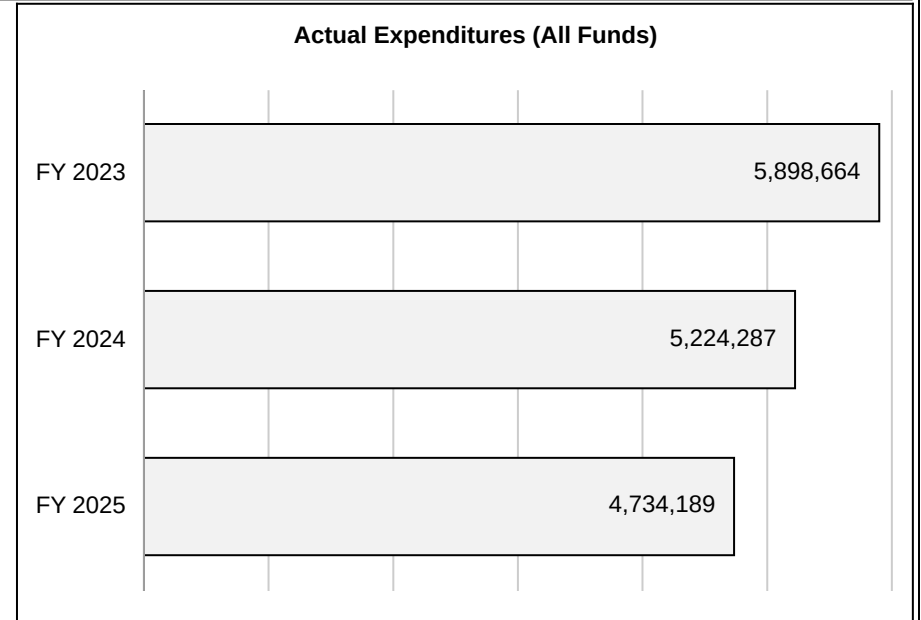 Actual Expenditures (All Funds)
FY 2023 5,898,664
FY 2024 5,224,287
FY 2025 4,734,189